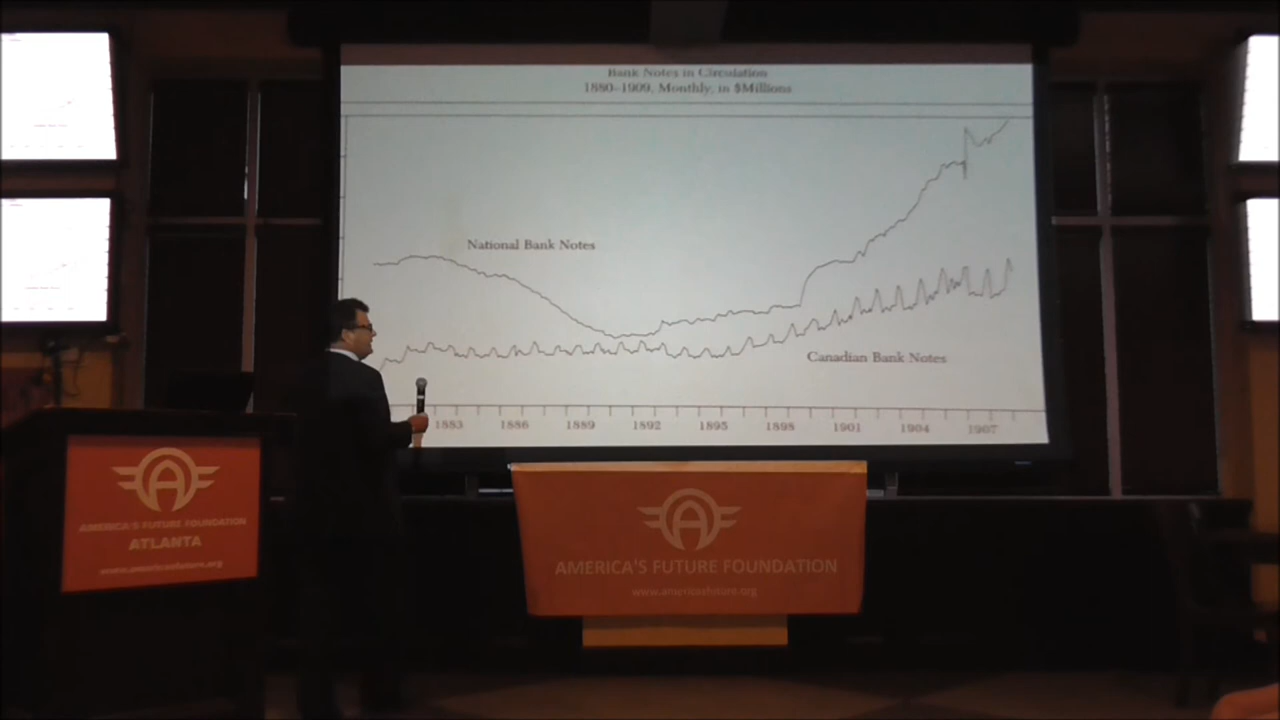 Bank Notes in Circulation
1880-1909, Monthly, in $Millions
National Bank Notes
Canadian Bank Notes
1883 1886 1889 1892 1895 1898 1901 1904 1907
A
AMERICA'S FUTURE FOUNDATION
ATLANTA
www.americasfuture.org
A
AMERICA'S FUTURE FOUNDATION
www.americasfuture.org